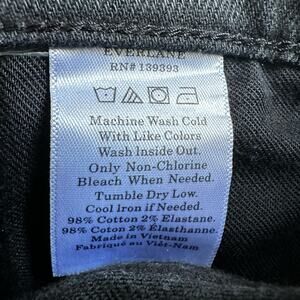 EVERLANE
RN# 139393
Machine Wash Cold
With Like Colors
Wash Inside Out.
Only Non-Chlorine
Bleach When Needed.
Tumble Dry Low.
Cool Iron if Needed.
98% Cotton 2% Elastane.
98% Coton 2% Élasthanne.
Made in Vietnam
Fabriqué au Viêt-Nam